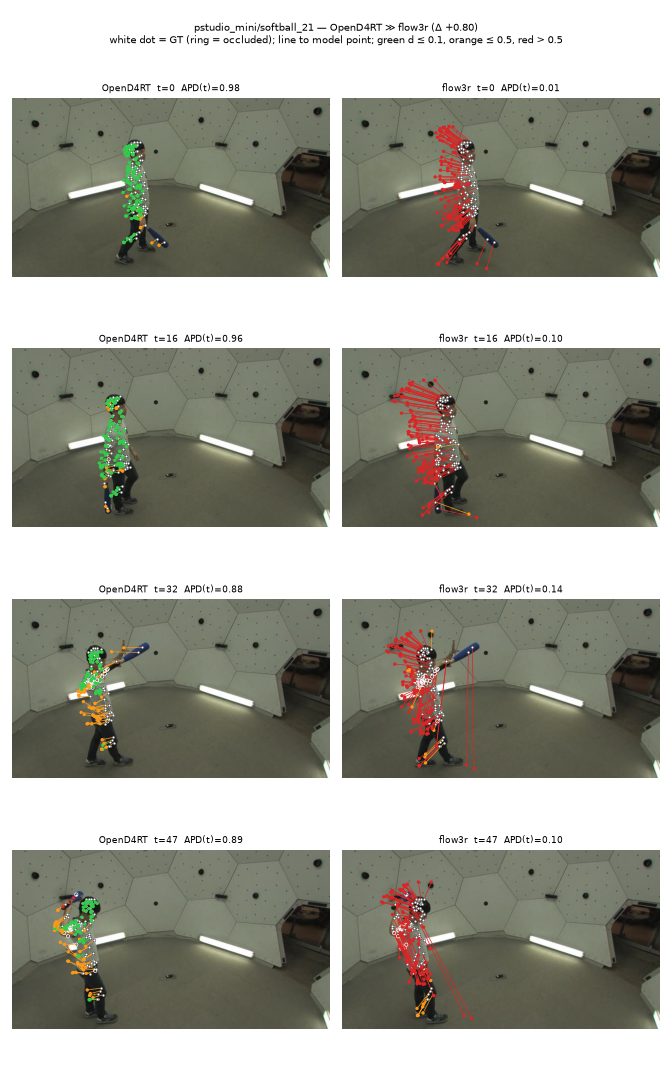 pstudio_mini/softball_21 — OpenD4RT ≫ flow3r (Δ +0.80)
white dot = GT (ring = occluded); line to model point; green d ≤ 0.1, orange ≤ 0.5, red > 0.5
OpenD4RT t=0 APD(t)=0.98
flow3r t=0 APD(t)=0.01
OpenD4RT t=16 APD(t)=0.96
flow3r t=16 APD(t)=0.10
OpenD4RT t=32 APD(t)=0.88
flow3r t=32 APD(t)=0.14
OpenD4RT t=47 APD(t)=0.89
flow3r t=47 APD(t)=0.10